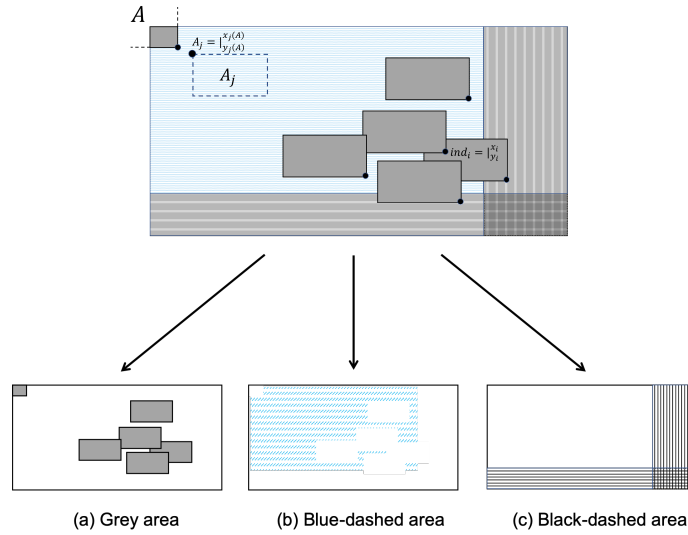 A
A_j = |^{x_j(A)}_{y_j(A)}
A_j
ind_i = |^{x_i}_{y_i}
(a) Grey area
(b) Blue-dashed area
(c) Black-dashed area